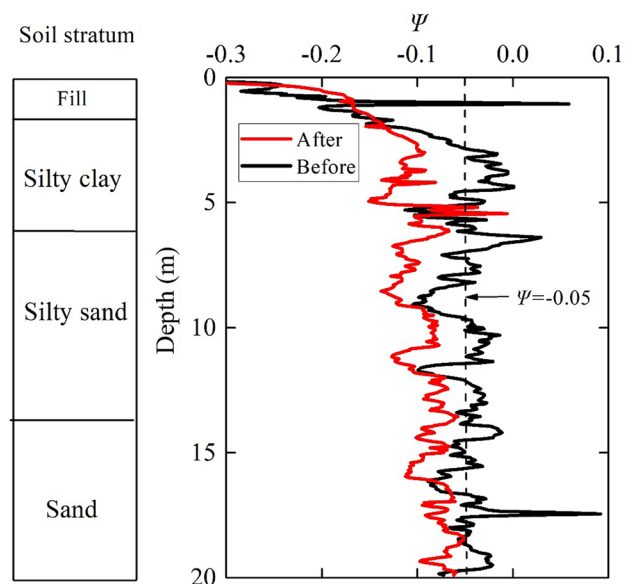 Soil stratum
Ψ
-0.3 -0.2 -0.1 0.0 0.1
0
Fill
After
Before
Silty clay
5
Depth (m)
Ψ=-0.05
Silty sand
10
15
Sand
20